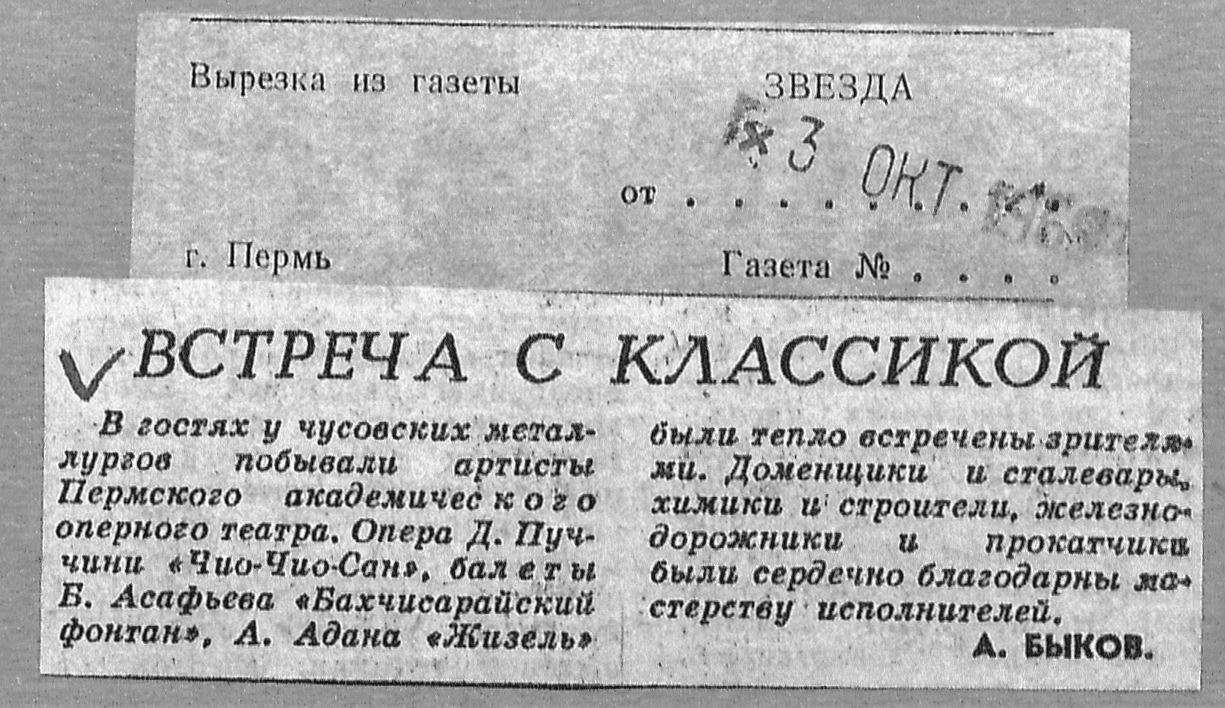 Вырезка из газеты
ЗВЕЗДА
3 ОКТ.
от . . . . . . . . .
г. Пермь
Газета № . . . .
ВСТРЕЧА С КЛАССИКОЙ
В гостях у чусовских метал-
лургов побывали артисты
Пермского академического
оперного театра. Опера Д. Пуч-
чини «Чио-Чио-Сан», балеты
Б. Асафьева «Бахчисарайский
фонтан», А. Адана «Жизель»
были тепло встречены зрителя-
ми. Доменщики и сталевары,
химики и строители, железно-
дорожники и прокатчики
были сердечно благодарны ма-
стерству исполнителей.
А. БЫКОВ.